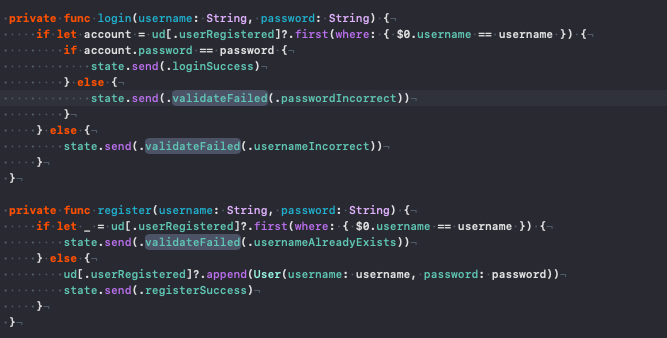 private func login(username: String, password: String) {
if let account = ud[.userRegistered]?.first(where: { $0.username == username }) {
if account.password == password {
state.send(.loginSuccess)
} else {
state.send(.validateFailed(.passwordIncorrect))
}
} else {
state.send(.validateFailed(.usernameIncorrect))
}
}
private func register(username: String, password: String) {
if let _ = ud[.userRegistered]?.first(where: { $0.username == username }) {
state.send(.validateFailed(.usernameAlreadyExists))
} else {
ud[.userRegistered]?.append(User(username: username, password: password))
state.send(.registerSuccess)
}
}